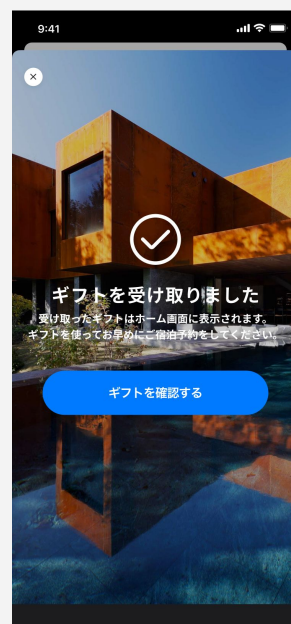 9:41
ギフトを受け取りました
受け取ったギフトはホーム画面に表示されます。
ギフトを使ってお早めにご宿泊予約をしてください。
ギフトを確認する